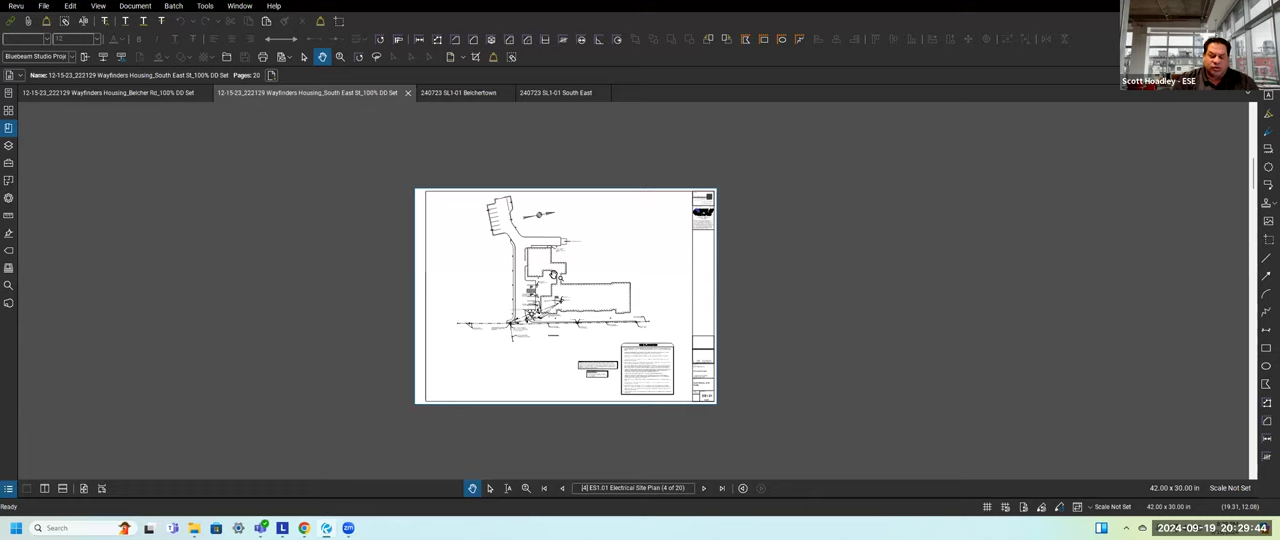 Revu File Edit View Document Batch Tools Window Help
12
Bluebeam Studio Proj
Name: 12-15-23_222129 Wayfinders Housing_South East St_100% DD Set Pages: 20
12-15-23_222129 Wayfinders Housing_Belcher Rd_100% DD Set
12-15-23_222129 Wayfinders Housing_South East St_100% DD Set
240723 SL1-01 Belchertown
240723 SL1-01 South East
Scott Hoadley - ESE
[4] ES1.01 Electrical Site Plan (4 of 20)
42.00 x 30.00 in Scale Not Set
Ready
Scale Not Set 42.00 x 30.00 in (19.31, 12.08)
Search
2024-09-19 20:29:44